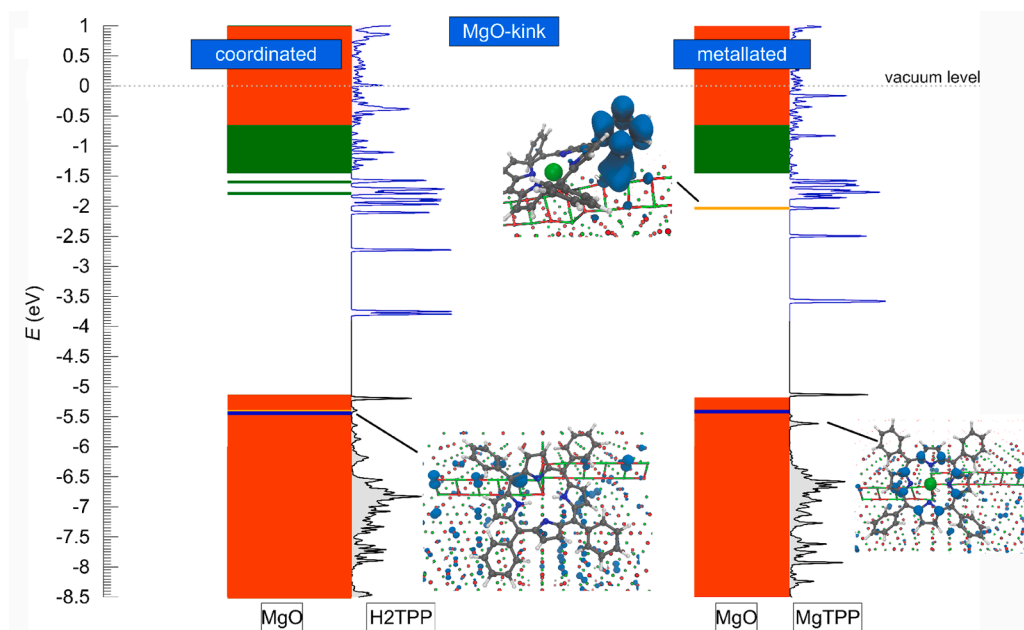 MgO-kink
coordinated
metallated
vacuum level
E (eV)
1
0.5
0
-0.5
-1
-1.5
-2
-2.5
-3
-3.5
-4
-4.5
-5
-5.5
-6
-6.5
-7
-7.5
-8
-8.5
MgO
H2TPP
MgO
MgTPP